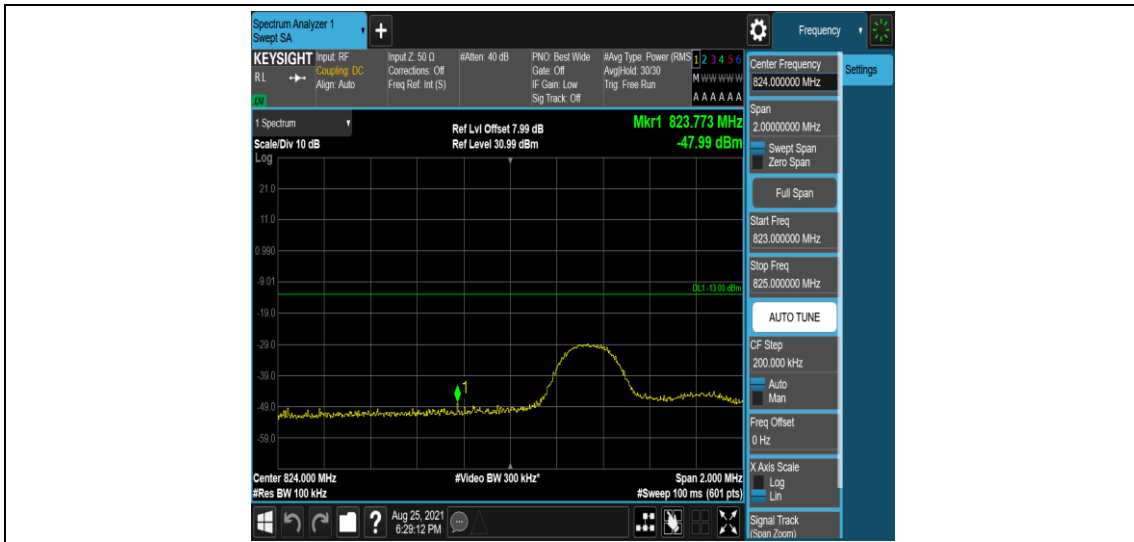 Spectrum Analyzer 1
Swept SA
+
Frequency
KEYSIGHT
RL
LXI
Input: RF
Coupling: DC
Align: Auto
Input Z: 50 Ω
Corrections: Off
Freq Ref: Int (S)
#Atten: 40 dB
PNO: Best Wide
Gate: Off
IF Gain: Low
Sig Track: Off
#Avg Type: Power (RMS
Avg|Hold: 30/30
Trig: Free Run
1 2 3 4 5 6
M W W W W W
A A A A A A
1 Spectrum
Scale/Div 10 dB
Log
Ref Lvl Offset 7.99 dB
Ref Level 30.99 dBm
Mkr1 823.773 MHz
-47.99 dBm
21.0
11.0
0.990
-9.01
DL1 -13.00 dBm
-19.0
-29.0
-39.0
1
-49.0
-59.0
Center 824.000 MHz
#Video BW 300 kHz*
Span 2.000 MHz
#Res BW 100 kHz
#Sweep 100 ms (601 pts)
?
Aug 25, 2021
6:29:12 PM
Center Frequency
824.000000 MHz
Settings
Span
2.00000000 MHz
Swept Span
Zero Span
Full Span
Start Freq
823.000000 MHz
Stop Freq
825.000000 MHz
AUTO TUNE
CF Step
200.000 kHz
Auto
Man
Freq Offset
0 Hz
X Axis Scale
Log
Lin
Signal Track
(Span Zoom)